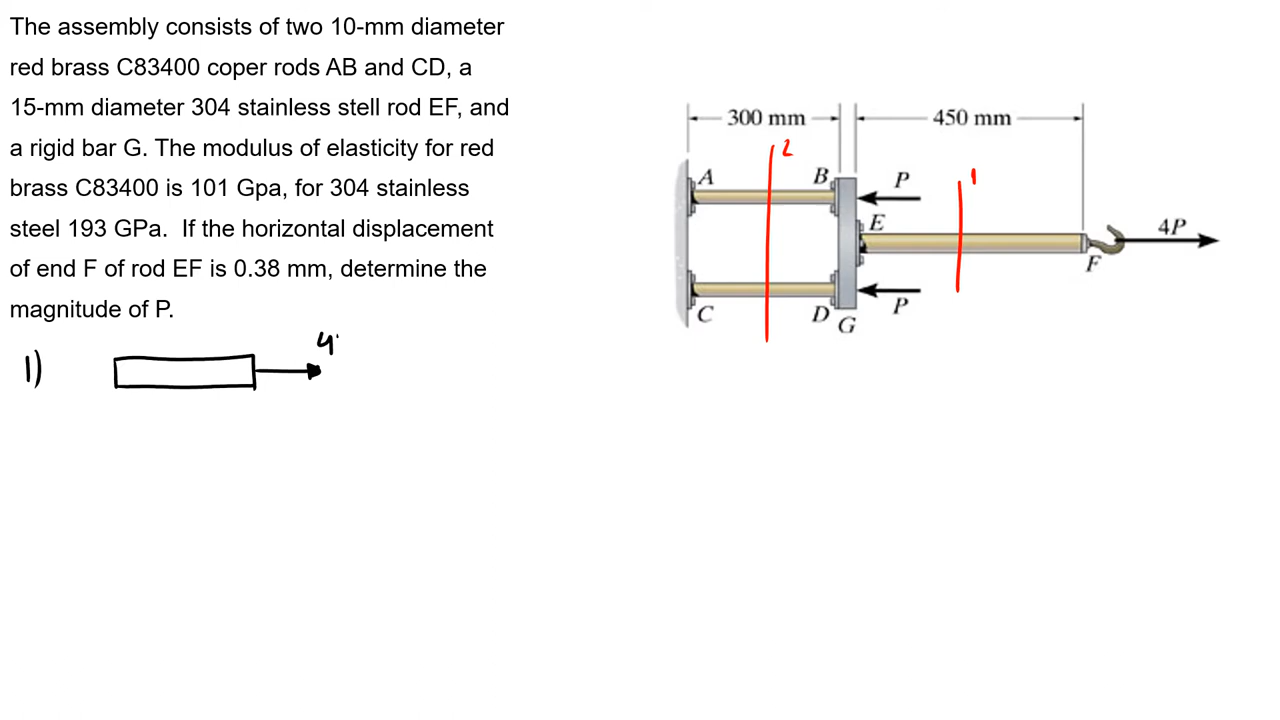 The assembly consists of two 10-mm diameter
red brass C83400 coper rods AB and CD, a
15-mm diameter 304 stainless stell rod EF, and
a rigid bar G. The modulus of elasticity for red
brass C83400 is 101 Gpa, for 304 stainless
steel 193 GPa. If the horizontal displacement
of end F of rod EF is 0.38 mm, determine the
magnitude of P.
300 mm
450 mm
2
1
A
B
P
E
4P
F
C
D
G
P
1)
4